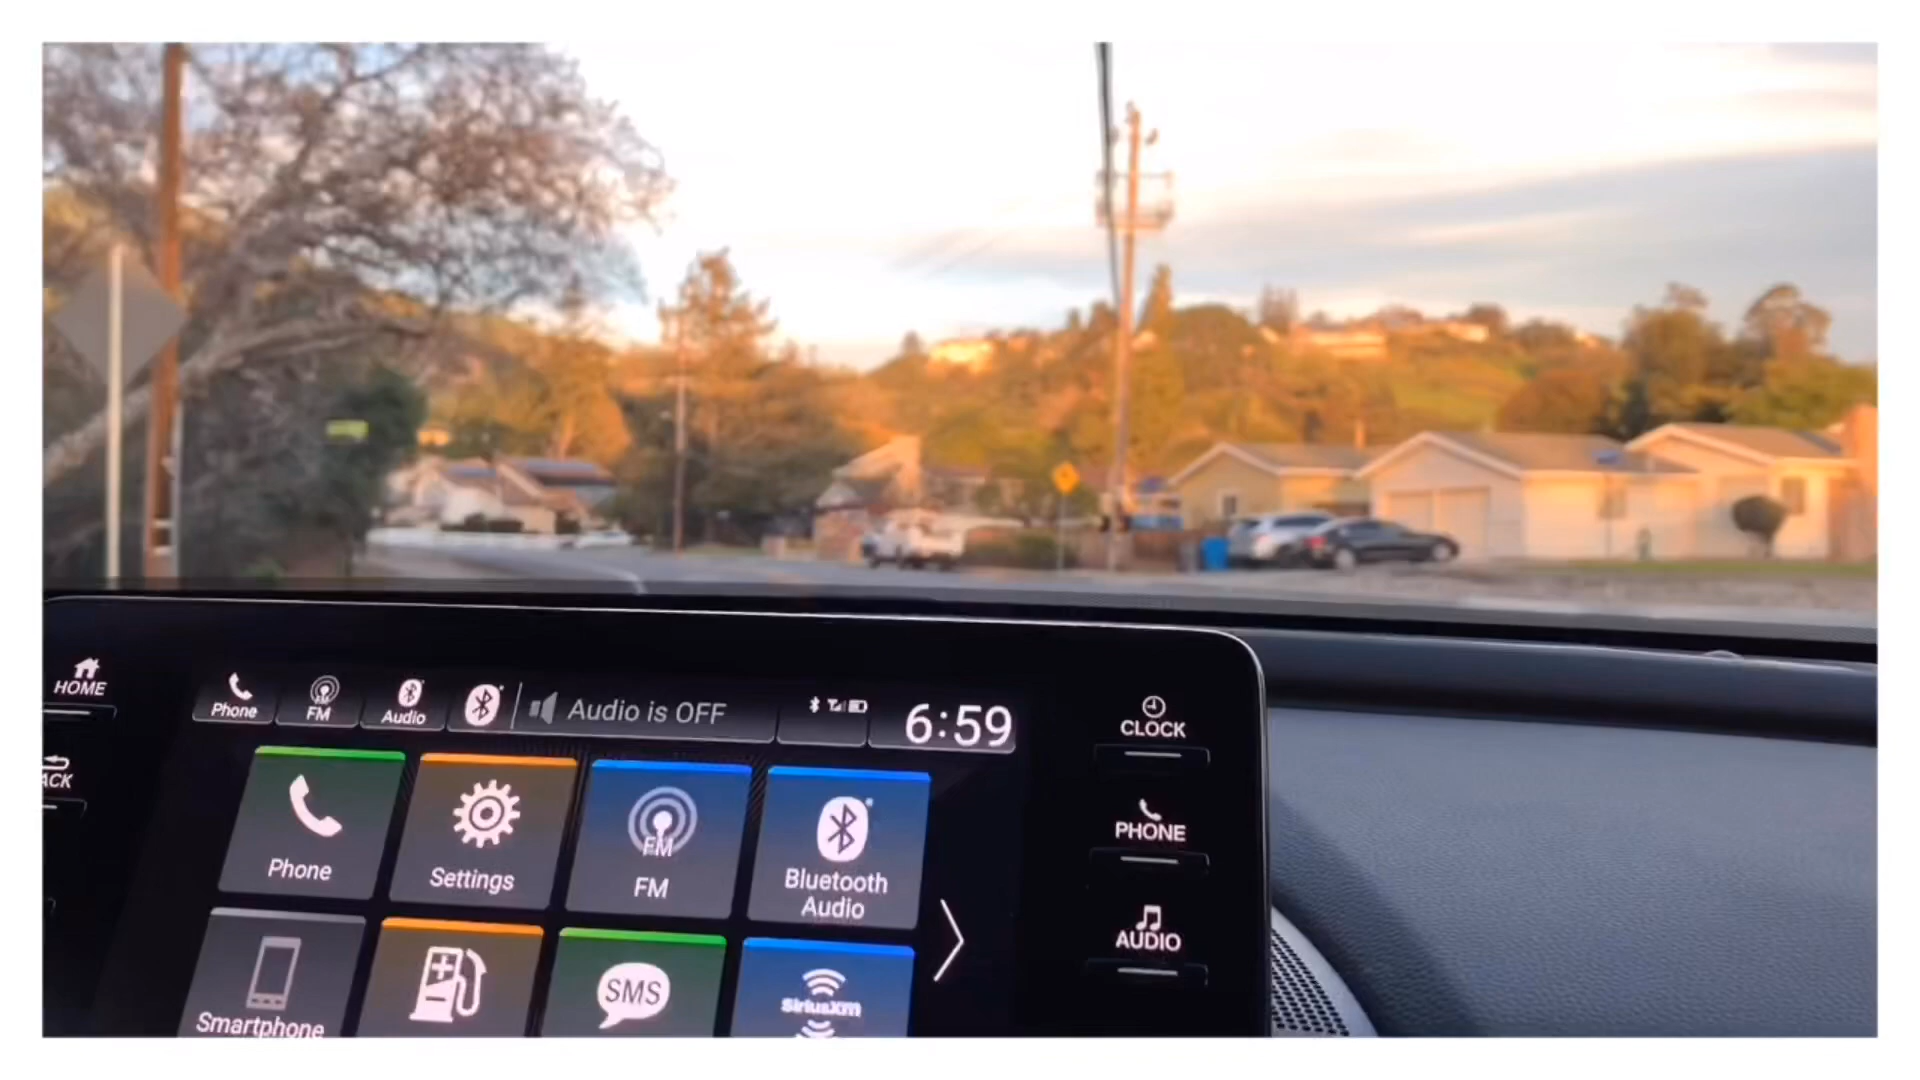 HOME
ACK
Phone
FM
Audio
Audio is OFF
6:59
CLOCK
PHONE
AUDIO
Phone
Settings
FM
FM
Bluetooth
Audio
Smartphone
SMS
SiriusXM